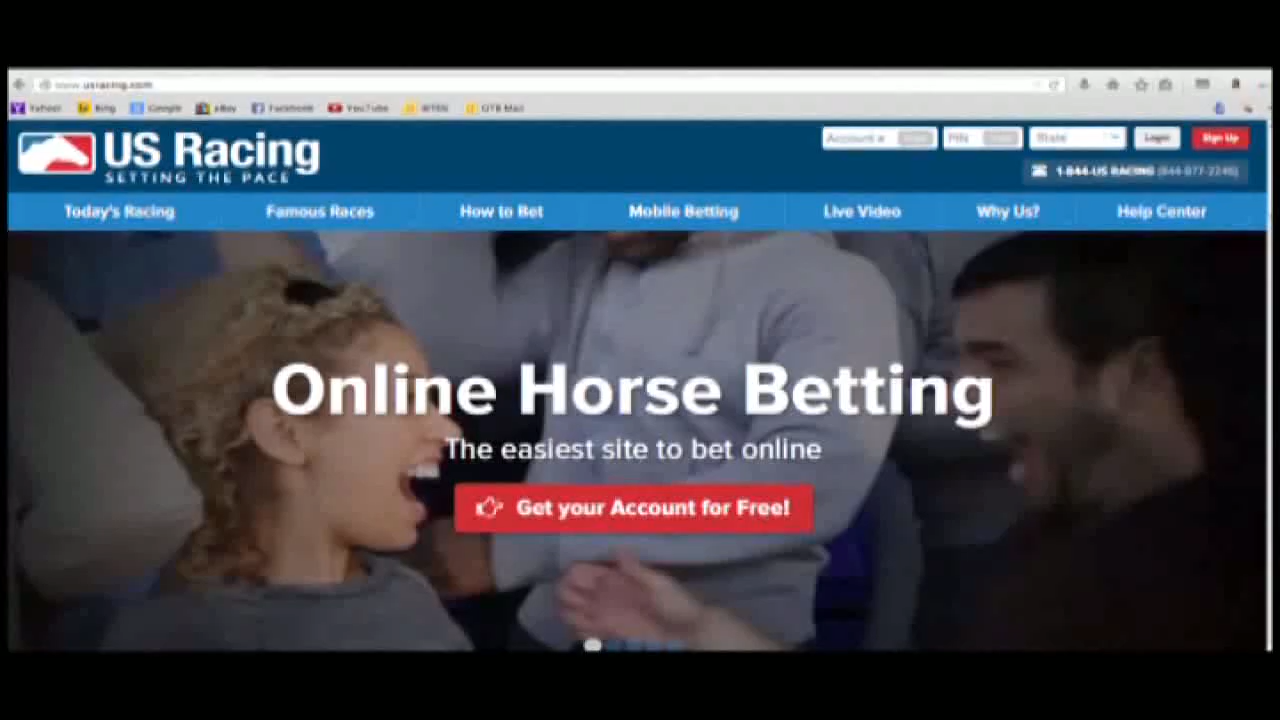 www.usracing.com
Yahoo! Bing Google eBay Facebook YouTube WTEN OTB Mail
US Racing
SETTING THE PACE
Account # PIN State Login Sign Up
1-844-US RACING (844-877-2246)
Today's Racing Famous Races How to Bet Mobile Betting Live Video Why Us? Help Center
Online Horse Betting
The easiest site to bet online
Get your Account for Free!